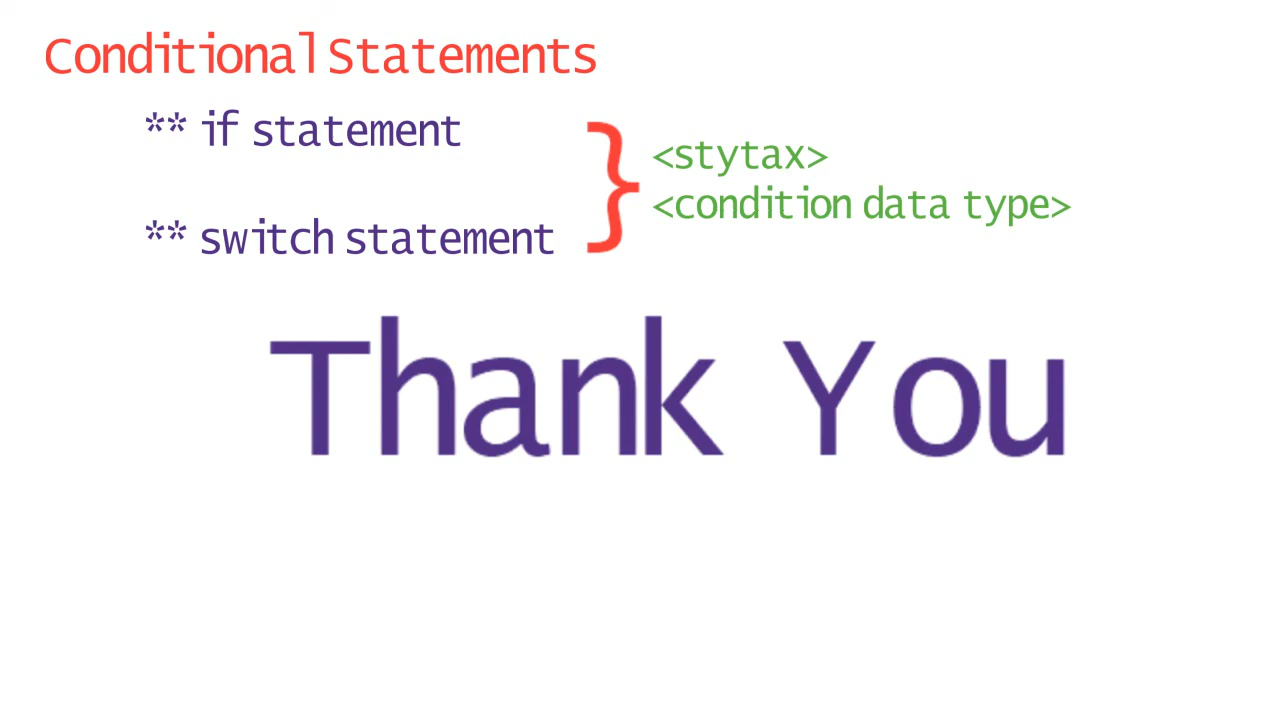 Conditional Statements
** if statement
** switch statement
}
<stytax>
<condition data type>
Thank You